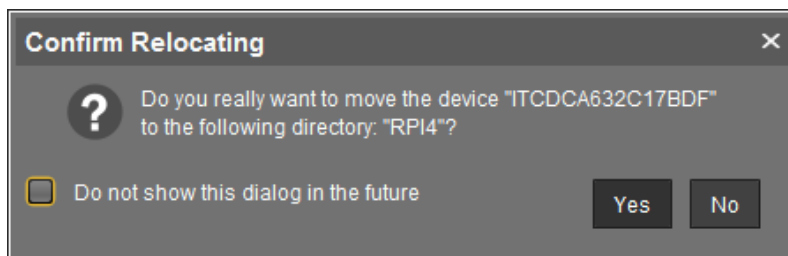 Confirm Relocating
Do you really want to move the device "ITCDCA632C17BDF"
to the following directory: "RPI4"?
Do not show this dialog in the future
Yes
No